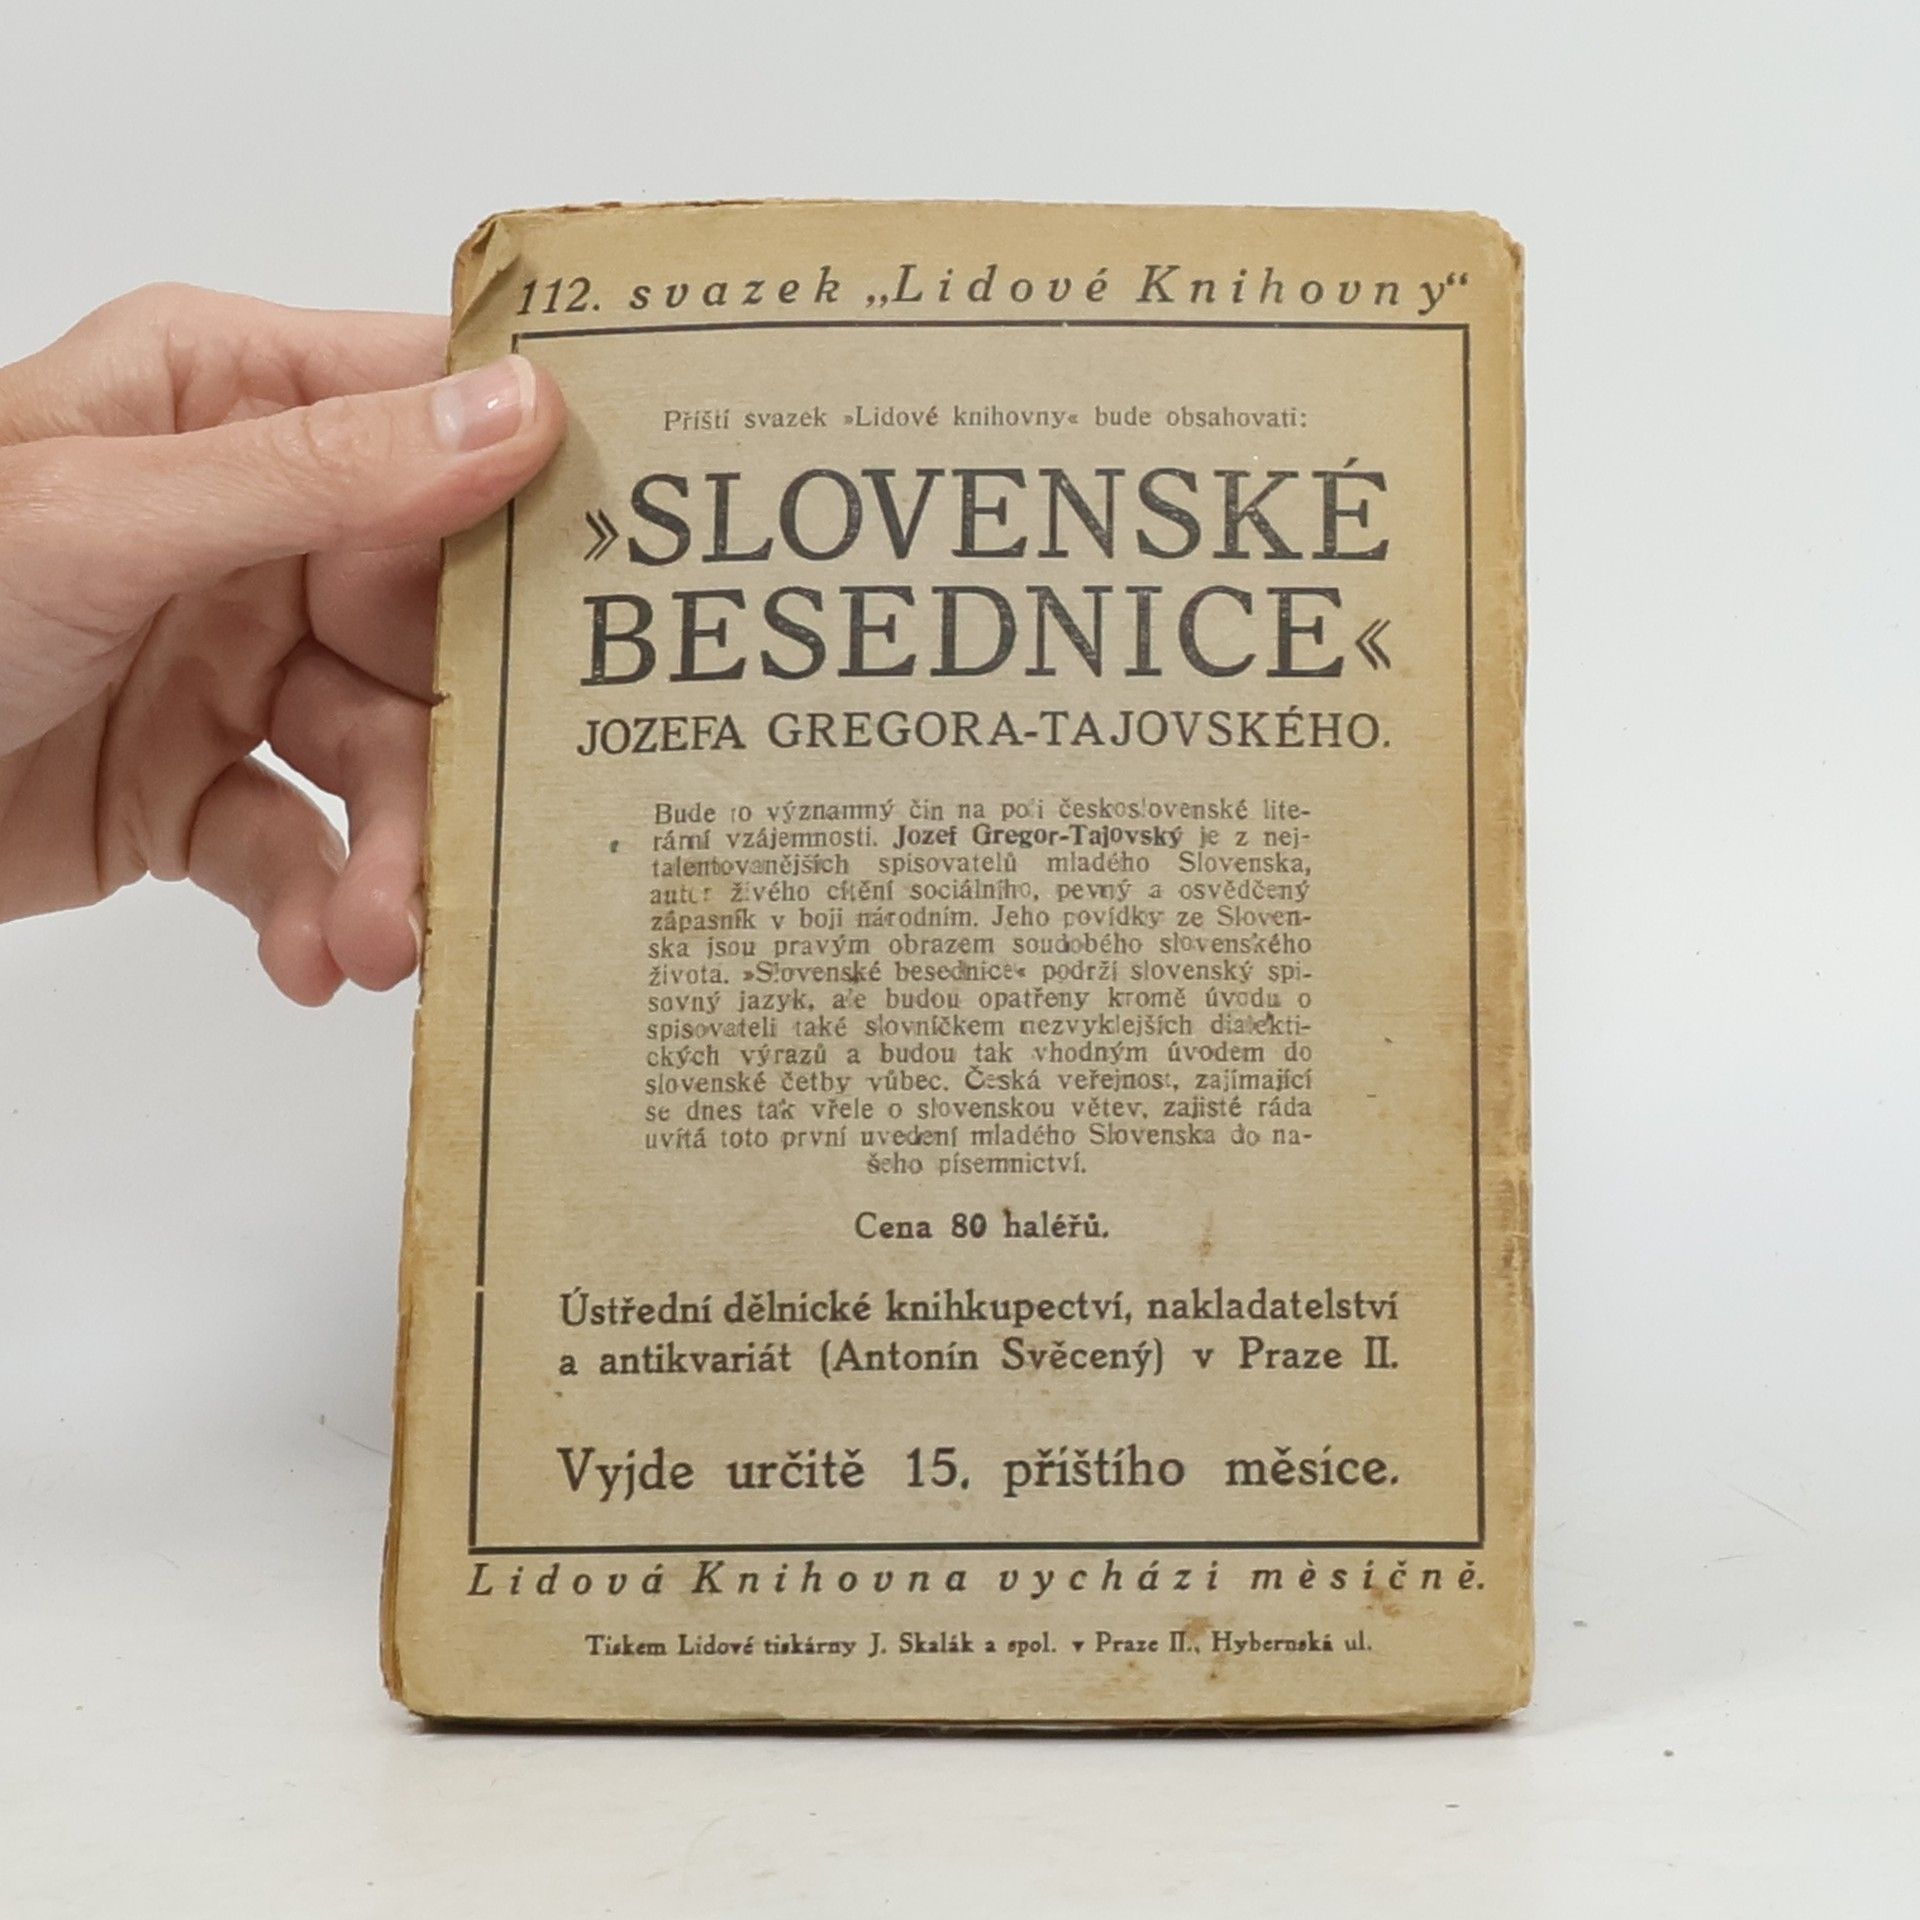 112. svazek „Lidové Knihovny“
Příští svazek »Lidové knihovny« bude obsahovati:
»SLOVENSKÉ
BESEDNICE«
JOZEFA GREGORA-TAJOVSKÉHO.
Bude to významný čin na poli československé lite-
rární vzájemnosti. Jozef Gregor-Tajovský je z nej-
talentovanějších spisovatelů mladého Slovenska,
autor živého cítění sociálního, pevný a osvědčený
zápasník v boji národním. Jeho povídky ze Sloven-
ska jsou pravým obrazem soudobého slovenského
života. »Slovenské besednice« podrží slovenský spi-
sovný jazyk, ale budou opatřeny kromě úvodu o
spisovateli také slovníčkem nezvyklejších dialekti-
ckých výrazů a budou tak vhodným úvodem do
slovenské četby vůbec. Česká veřejnost, zajímající
se dnes tak vřele o slovenskou větev, zajisté ráda
uvítá toto první uvedení mladého Slovenska do na-
šeho písemnictví.
Cena 80 haléřů.
Ústřední dělnické knihkupectví, nakladatelství
a antikvariát (Antonín Svěcený) v Praze II.
Vyjde určitě 15. příštího měsíce.
Lidová Knihovna vychází měsíčně.
Tiskem Lidové tiskárny J. Skalák a spol. v Praze II., Hybernská ul.